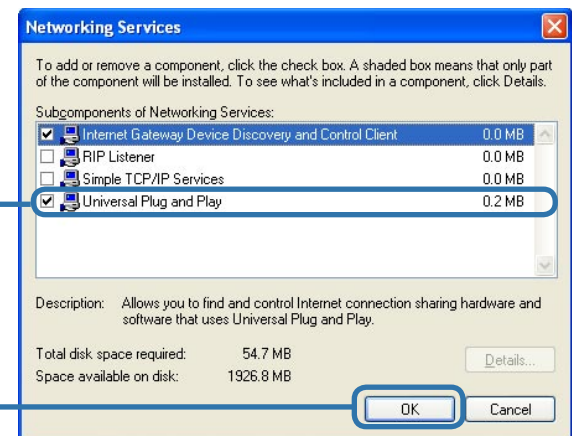 Networking Services
To add or remove a component, click the check box. A shaded box means that only part
of the component will be installed. To see what's included in a component, click Details.
Subcomponents of Networking Services:
Internet Gateway Device Discovery and Control Client 0.0 MB
RIP Listener 0.0 MB
Simple TCP/IP Services 0.0 MB
Universal Plug and Play 0.2 MB
Description: Allows you to find and control Internet connection sharing hardware and
software that uses Universal Plug and Play.
Total disk space required: 54.7 MB
Space available on disk: 1926.8 MB
Details...
OK Cancel